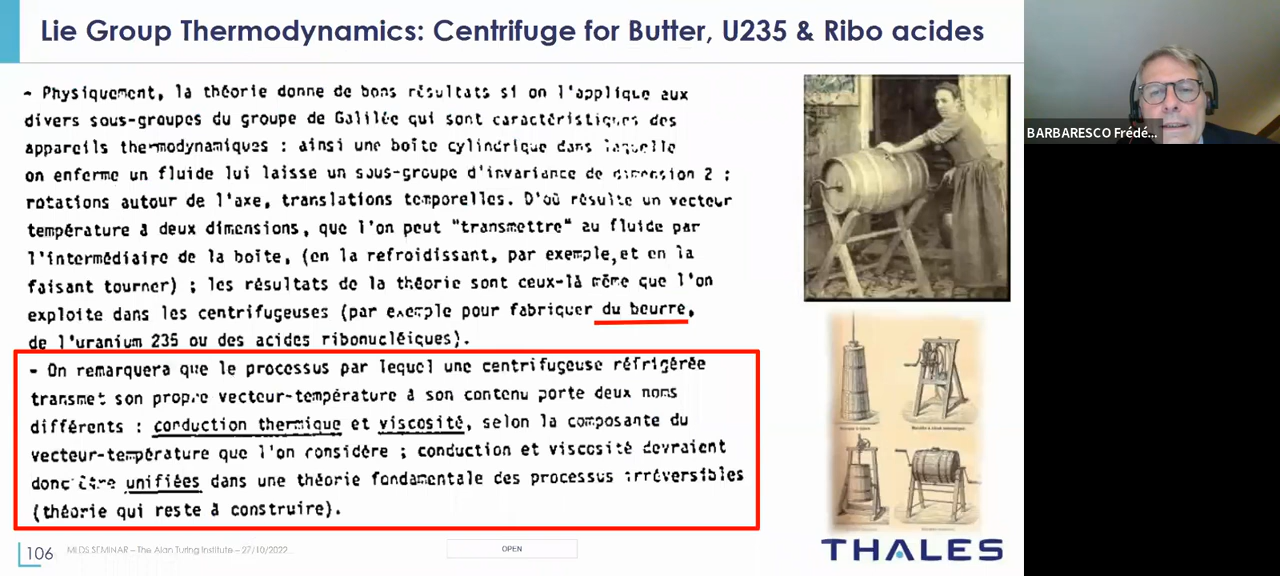 Lie Group Thermodynamics: Centrifuge for Butter, U235 & Ribo acides
- Physiquement, la théorie donne de bons résultats si on l'applique aux
divers sous-groupes du groupe de Galilée qui sont caractéristiques des
appareils thermodynamiques : ainsi une boîte cylindrique dans laquelle
on enferme un fluide lui laisse un sous-groupe d'invariance de dimension 2 :
rotations autour de l'axe, translations temporelles. D'où résulte un vecteur
température à deux dimensions, que l'on peut "transmettre" au fluide par
l'intermédiaire de la boîte, (en la refroidissant, par exemple, et en la
faisant tourner) ; les résultats de la théorie sont ceux-là même que l'on
exploite dans les centrifugeuses (par exemple pour fabriquer du beurre,
de l'uranium 235 ou des acides ribonucléiques).
- On remarquera que le processus par lequel une centrifugeuse réfrigérée
transmet son propre vecteur-température à son contenu porte deux noms
différents : conduction thermique et viscosité, selon la composante du
vecteur-température que l'on considère ; conduction et viscosité devraient
donc être unifiées dans une théorie fondamentale des processus irréversibles
(théorie qui reste à construire).
BARBARESCO Frédé...
106
MLDS SEMINAR – The Alan Turing Institute – 27/10/2022
OPEN
THALES